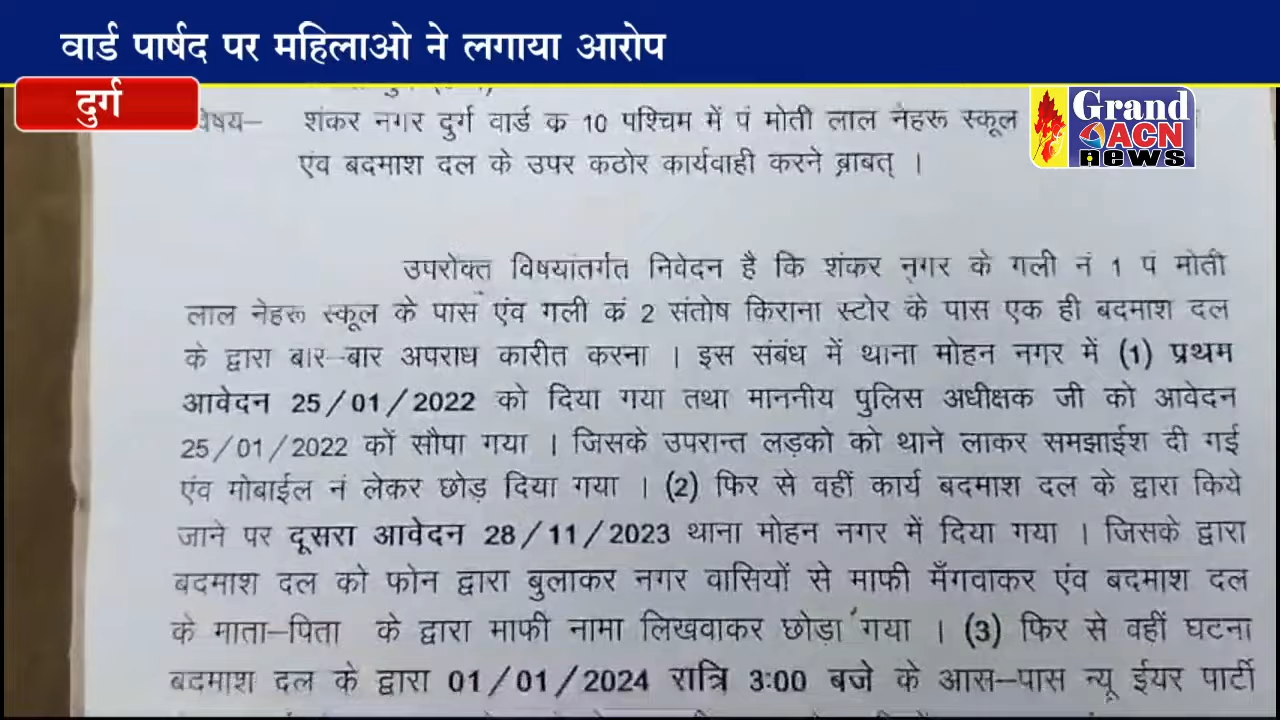 वार्ड पार्षद पर महिलाओ ने लगाया आरोप
दुर्ग
Grand
ACN
news
विषय– शंकर नगर दुर्ग वार्ड क 10 पश्चिम में पं मोती लाल नेहरू स्कूल
एंव बदमाश दल के उपर कठोर कार्यवाही करने ब्राबत् ।
उपरोक्त विषयांतर्गत निवेदन है कि शंकर नगर के गली नं 1 पं मोती
लाल नेहरू स्कूल के पास एंव गली कं 2 संतोष किराना स्टोर के पास एक ही बदमाश दल
के द्वारा बार–बार अपराध कारीत करना । इस संबंध में थाना मोहन नगर में (1) प्रथम
आवेदन 25/01/2022 को दिया गया तथा माननीय पुलिस अधीक्षक जी को आवेदन
25/01/2022 कों सौपा गया । जिसके उपरान्त लड़को को थाने लाकर समझाईश दी गई
एंव मोबाईल नं लेकर छोड़ दिया गया । (2) फिर से वहीं कार्य बदमाश दल के द्वारा किये
जाने पर दूसरा आवेदन 28/11/2023 थाना मोहन नगर में दिया गया । जिसके द्वारा
बदमाश दल को फोन द्वारा बुलाकर नगर वासियों से माफी मँगवाकर एंव बदमाश दल
के माता–पिता के द्वारा माफी नामा लिखवाकर छोड़ा गया । (3) फिर से वहीं घटना
बदमाश दल के द्वारा 01/01/2024 रात्रि 3:00 बजे के आस–पास न्यू ईयर पार्टी